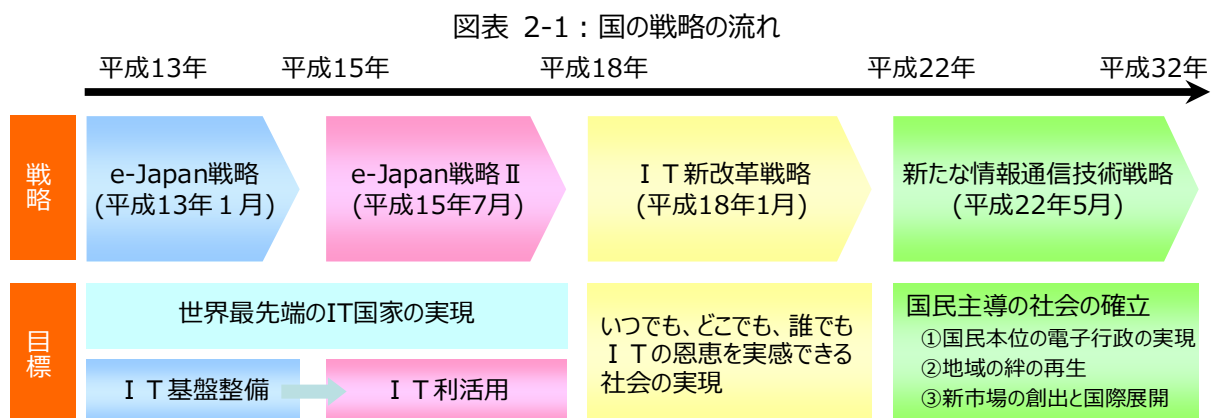 図表 2-1：国の戦略の流れ
平成13年 平成15年 平成18年 平成22年 平成32年
戦略
e-Japan戦略
(平成13年１月)
e-Japan戦略Ⅱ
(平成15年7月)
ＩＴ新改革戦略
(平成18年1月)
新たな情報通信技術戦略
(平成22年5月)
目標
世界最先端のIT国家の実現
ＩＴ基盤整備
ＩＴ利活用
いつでも、どこでも、誰でも
ＩＴの恩恵を実感できる
社会の実現
国民主導の社会の確立
①国民本位の電子行政の実現
②地域の絆の再生
③新市場の創出と国際展開